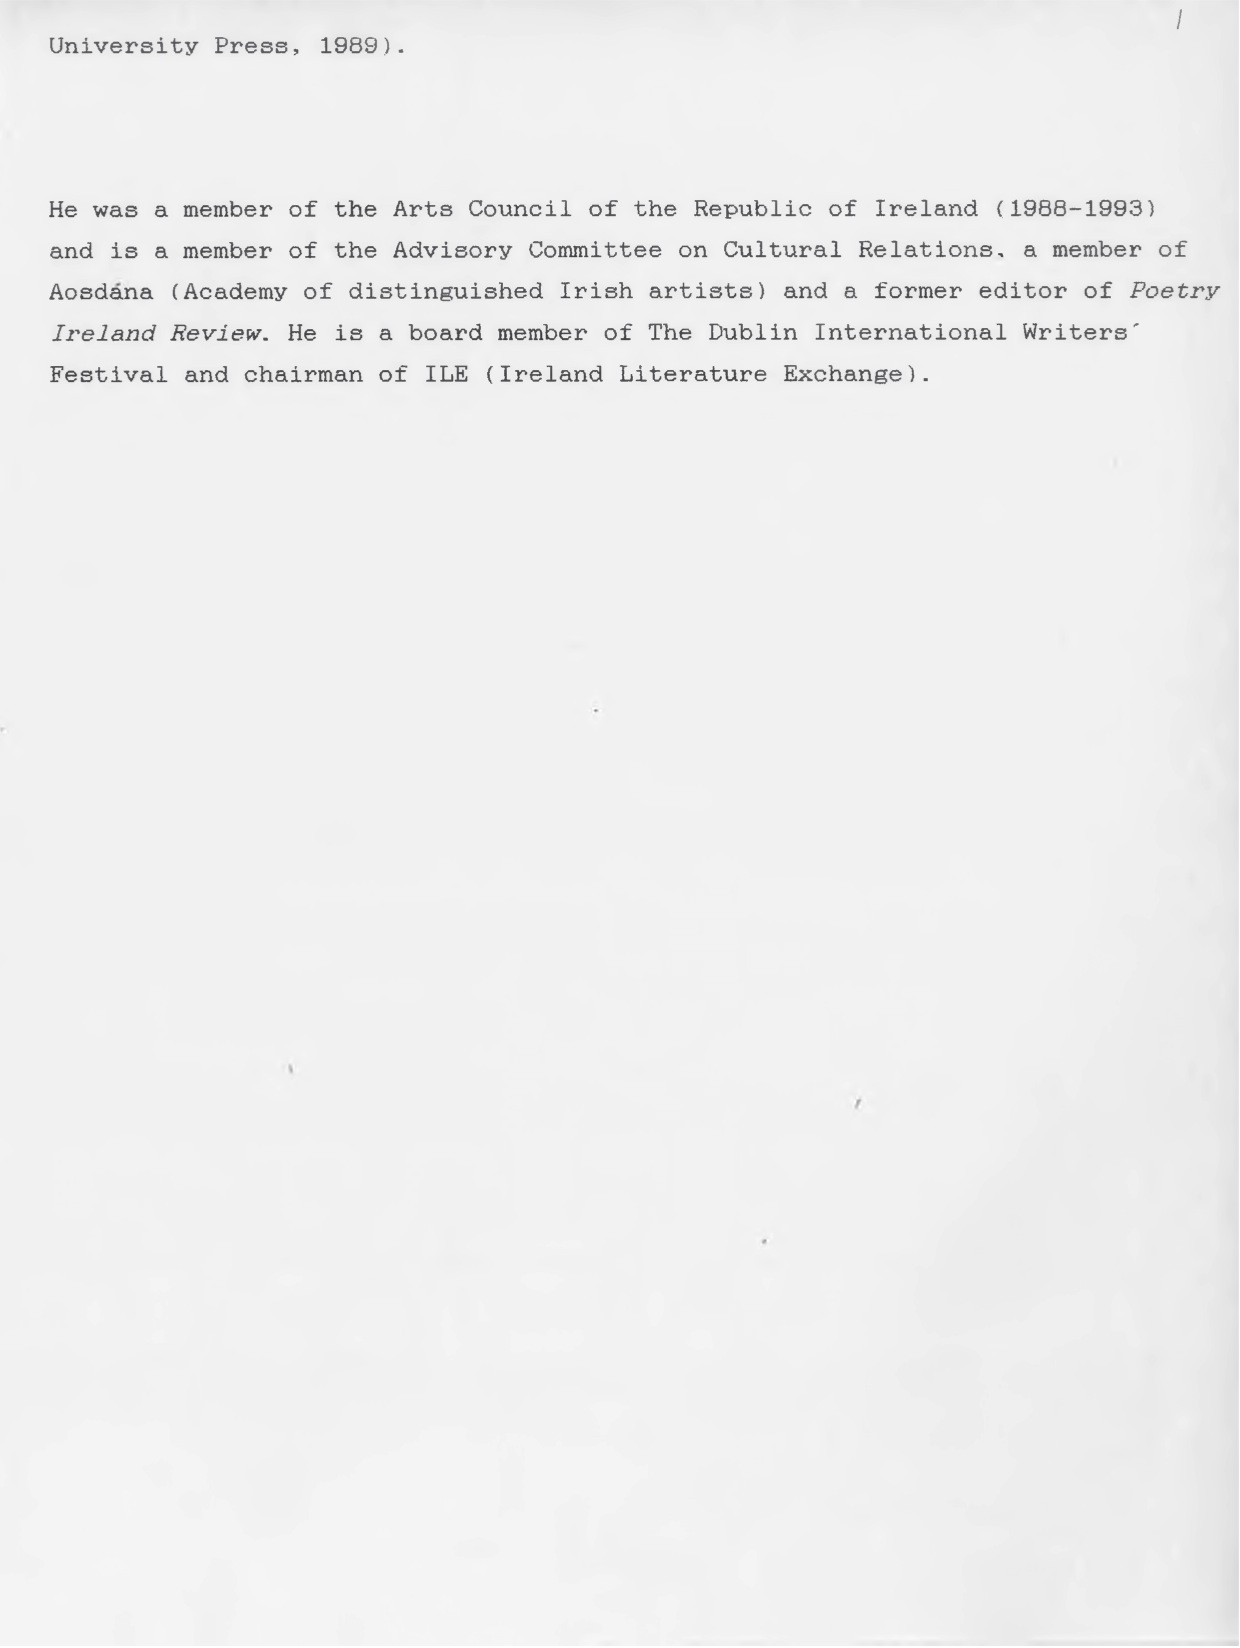 University Press, 1989).
He was a member of the Arts Council of the Republic of Ireland (1988-1993)
and is a member of the Advisory Committee on Cultural Relations, a member of
Aosdána (Academy of distinguished Irish artists) and a former editor of Poetry
Ireland Review. He is a board member of The Dublin International Writers´
Festival and chairman of ILE (Ireland Literature Exchange).